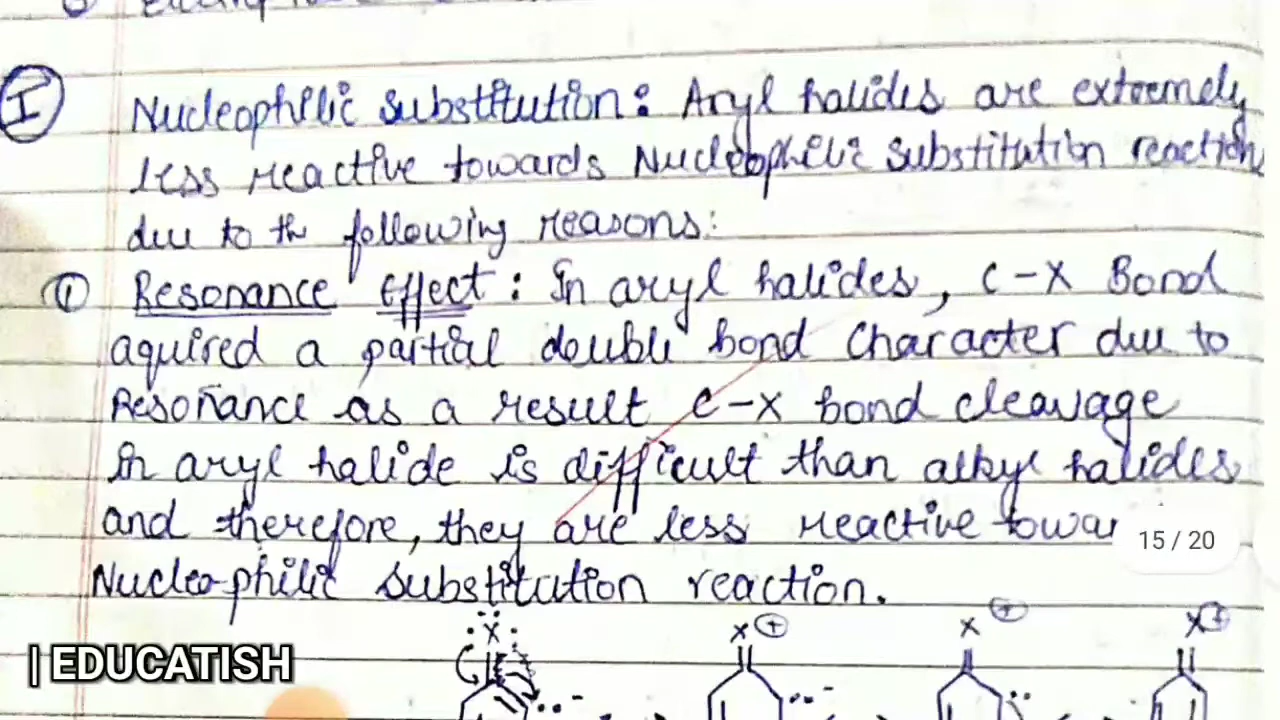 I Nucleophilic substitution: Aryl halides are extremely
less reactive towards Nucleophilic substitution reaction
due to the following reasons:
① Resonance Effect: In aryl halides, C-X Bond
aquired a partial double bond Character due to
Resonance as a result C-X bond cleavage
in aryl halide is difficult than alkyl halides
and therefore, they are less reactive
15 / 20
Nucleophilic substitution reaction.
X X + X + X +
| EDUCATISH